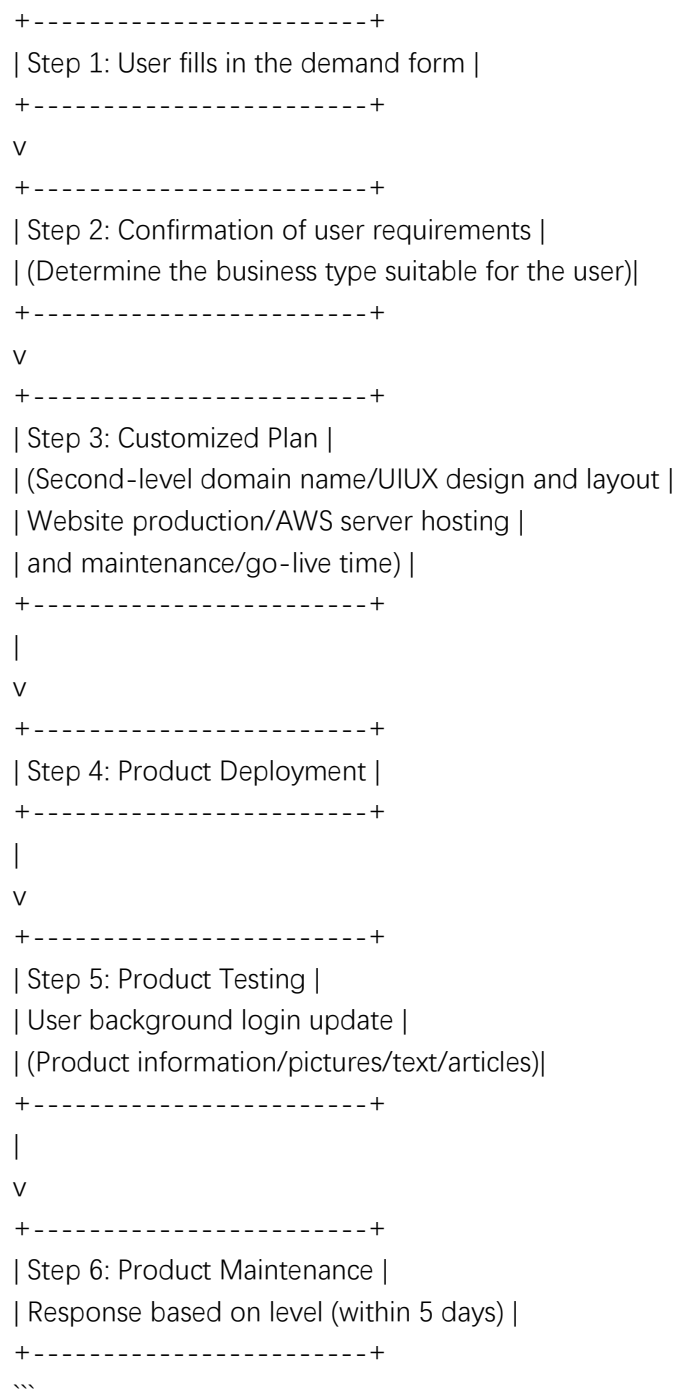 +------------------------+
| Step 1: User fills in the demand form |
+------------------------+
v
+------------------------+
| Step 2: Confirmation of user requirements |
| (Determine the business type suitable for the user)|
+------------------------+
v
+------------------------+
| Step 3: Customized Plan |
| (Second-level domain name/UIUX design and layout |
| Website production/AWS server hosting |
| and maintenance/go-live time) |
+------------------------+
|
v
+------------------------+
| Step 4: Product Deployment |
+------------------------+
|
v
+------------------------+
| Step 5: Product Testing |
| User background login update |
| (Product information/pictures/text/articles)|
+------------------------+
|
v
+------------------------+
| Step 6: Product Maintenance |
| Response based on level (within 5 days) |
+------------------------+
```